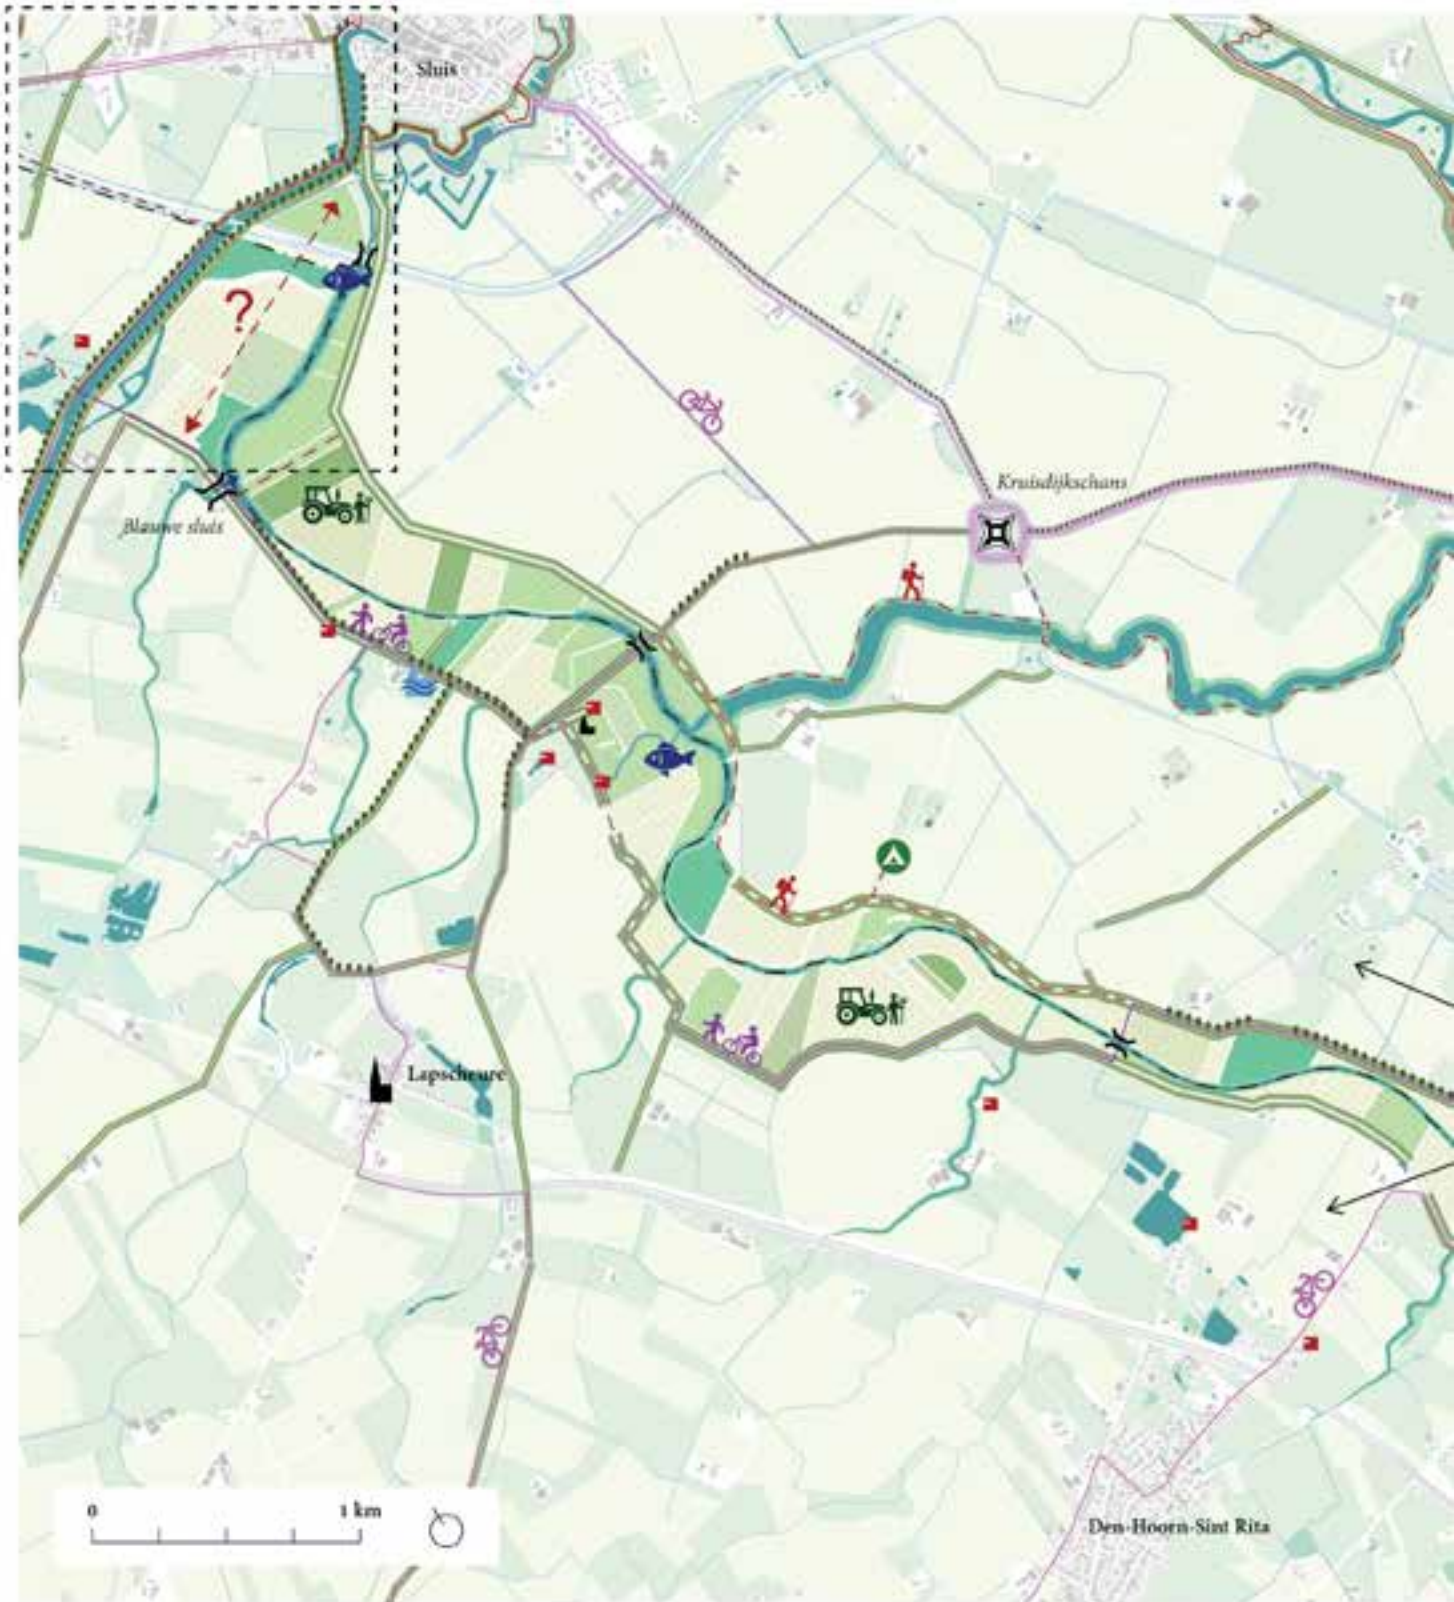 Sluis
?
Kruisdijkschans
Blauwe sluis
Lapscheure
0
1 km
Den-Hoorn-Sint Rita